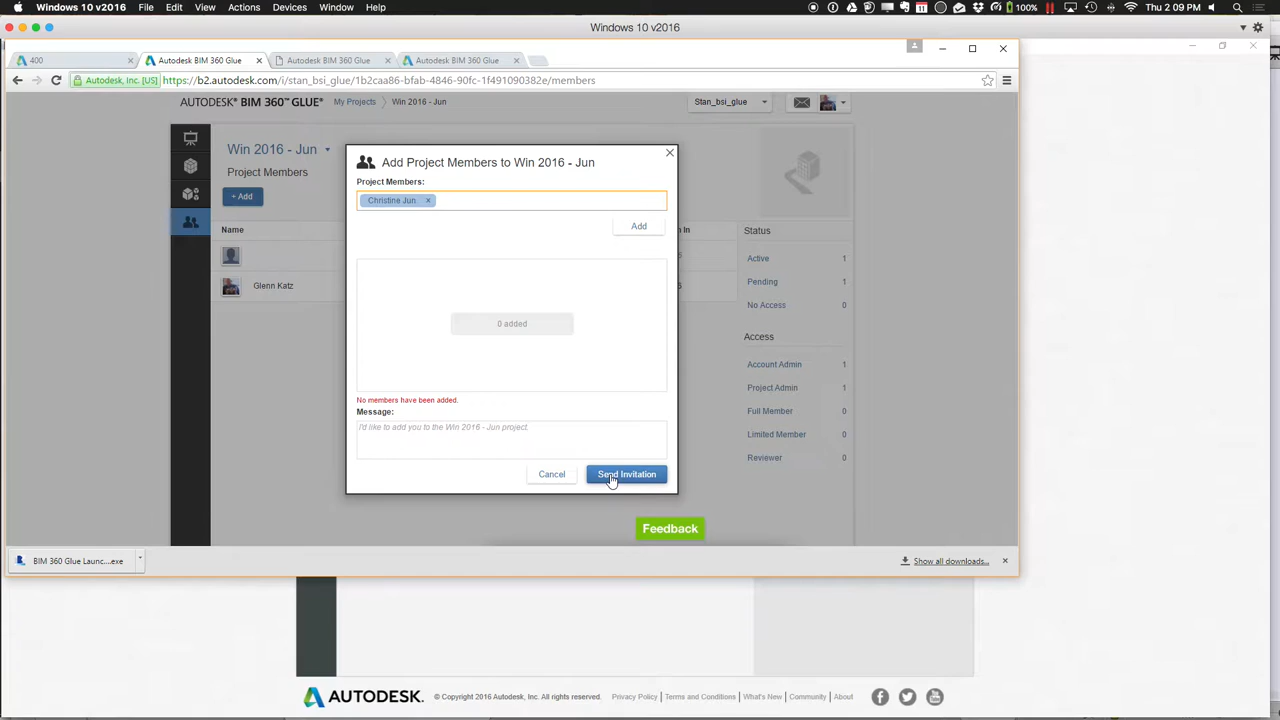 Windows 10 v2016 File Edit View Actions Devices Window Help 11 100% Thu 2:09 PM
Windows 10 v2016
400 Autodesk BIM 360 Glue Autodesk BIM 360 Glue Autodesk BIM 360 Glue
Autodesk, Inc. [US] https://b2.autodesk.com/i/stan_bsi_glue/1b2caa86-bfab-4846-90fc-1f491090382e/members
AUTODESK® BIM 360™ GLUE® My Projects Win 2016 - Jun Stan_bsi_glue
Win 2016 - Jun
Project Members
+ Add
Name
Glenn Katz
Add Project Members to Win 2016 - Jun
Project Members:
Christine Jun ×
Add
0 added
No members have been added.
Message:
I'd like to add you to the Win 2016 - Jun project.
Cancel Send Invitation
n In
Status
Active 1
Pending 1
No Access 0
Access
Account Admin 1
Project Admin 1
Full Member 0
Limited Member 0
Reviewer 0
Feedback
BIM 360 Glue Launc....exe Show all downloads...
AUTODESK. © Copyright 2016 Autodesk, Inc. All rights reserved. Privacy Policy | Terms and Conditions | What's New | Community | About